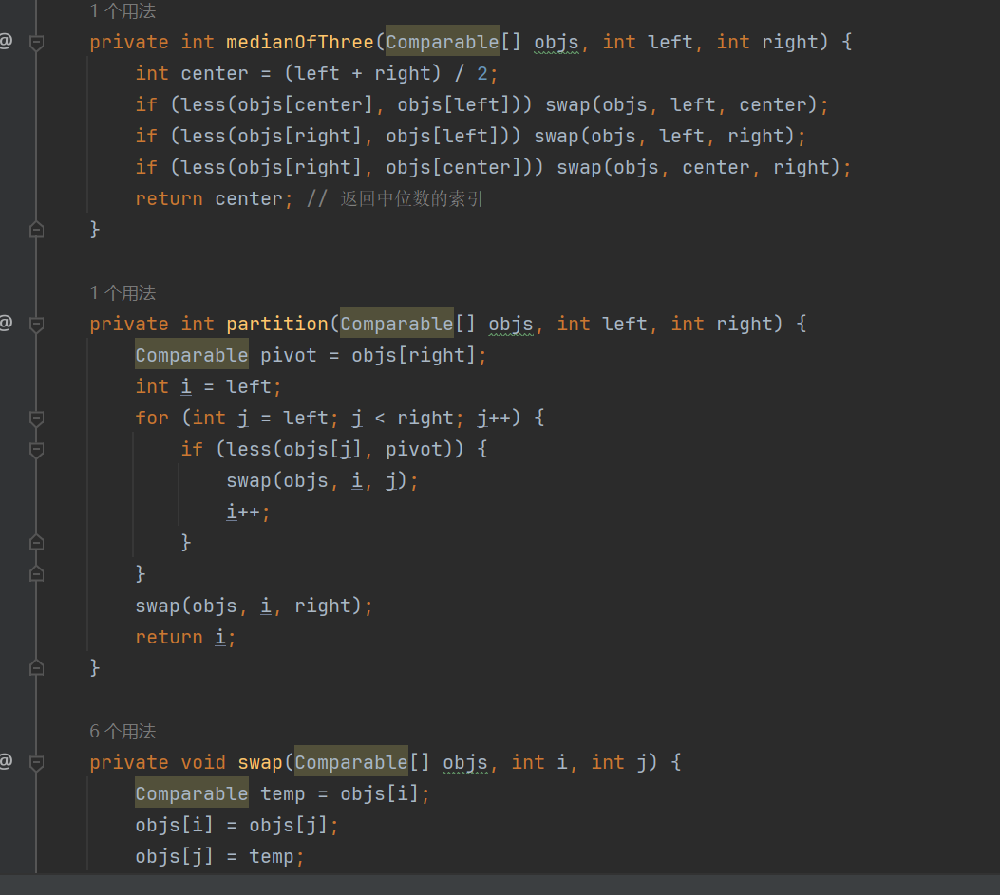 1 个用法
@ private int medianOfThree(Comparable[] objs, int left, int right) {
int center = (left + right) / 2;
if (less(objs[center], objs[left])) swap(objs, left, center);
if (less(objs[right], objs[left])) swap(objs, left, right);
if (less(objs[right], objs[center])) swap(objs, center, right);
return center; // 返回中位数的索引
}
1 个用法
@ private int partition(Comparable[] objs, int left, int right) {
Comparable pivot = objs[right];
int i = left;
for (int j = left; j < right; j++) {
if (less(objs[j], pivot)) {
swap(objs, i, j);
i++;
}
}
swap(objs, i, right);
return i;
}
6 个用法
@ private void swap(Comparable[] objs, int i, int j) {
Comparable temp = objs[i];
objs[i] = objs[j];
objs[j] = temp;